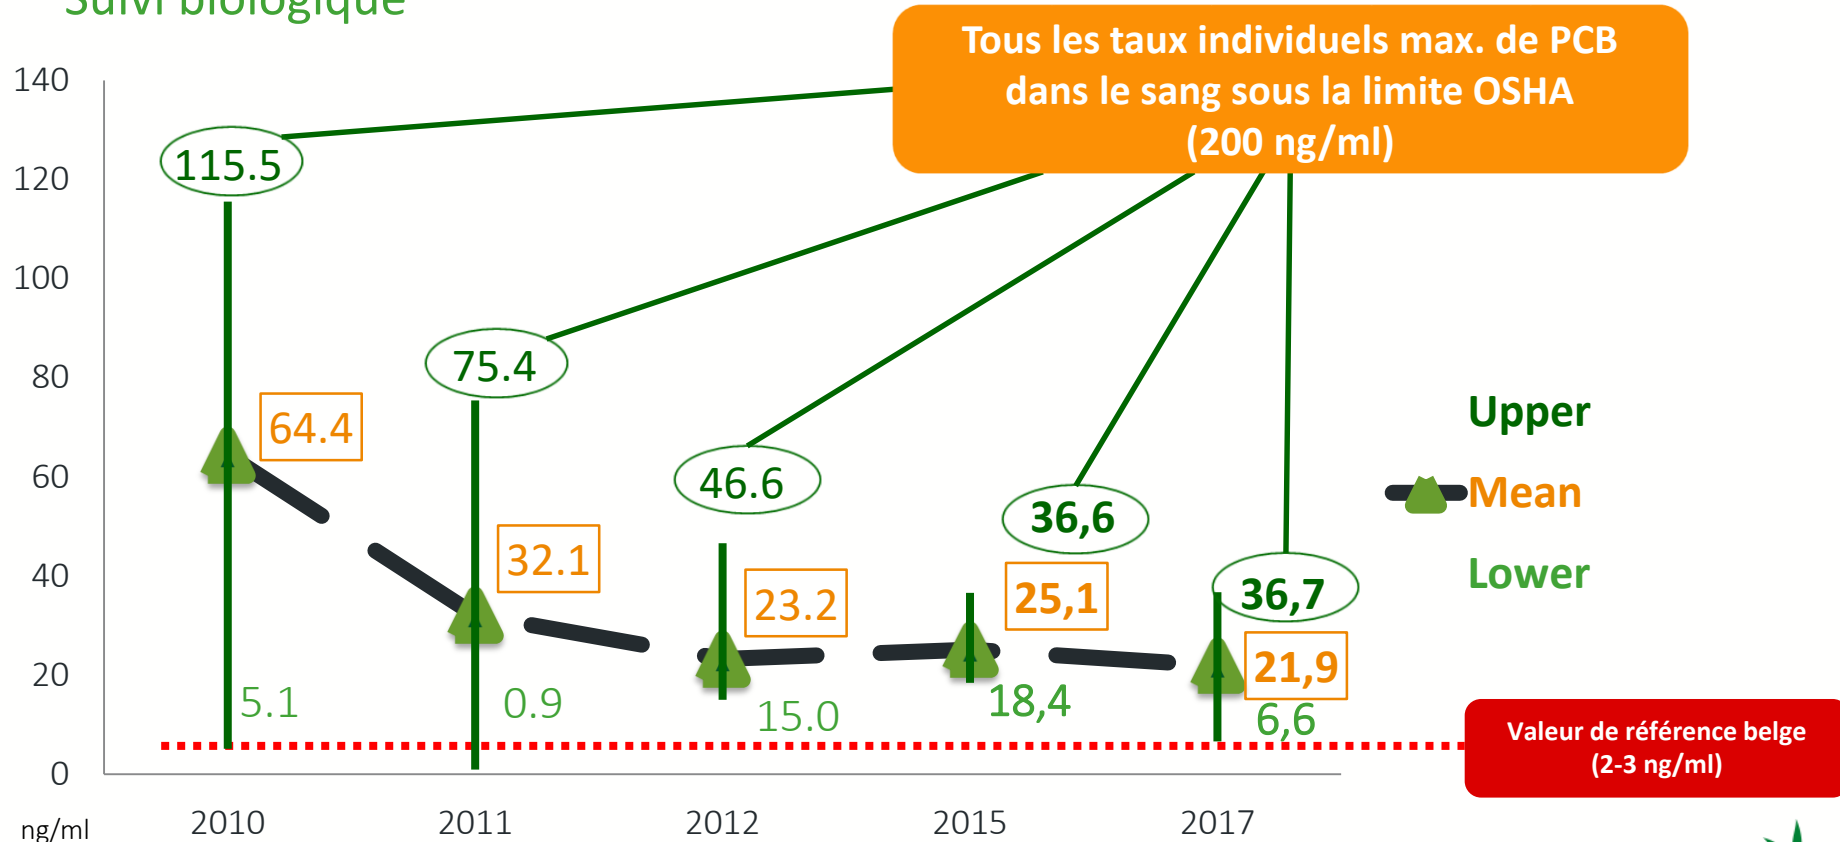 Suivi biologique
Tous les taux individuels max. de PCB
dans le sang sous la limite OSHA
(200 ng/ml)
140
120
100
80
60
40
20
0
ng/ml
115.5
75.4
46.6
36,6
36,7
64.4
32.1
23.2
25,1
21,9
5.1
0.9
15.0
18,4
6,6
Upper
Mean
Lower
Valeur de référence belge
(2-3 ng/ml)
2010
2011
2012
2015
2017